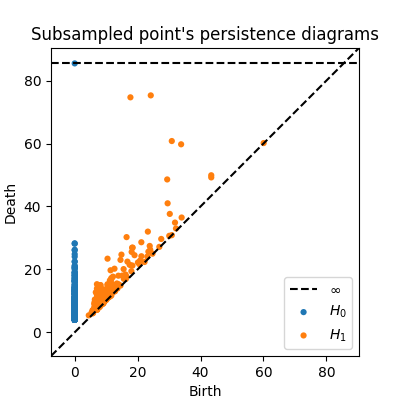 Subsampled point's persistence diagrams
Death
80
60
40
20
0
∞
H₀
H₁
0 20 40 60 80
Birth